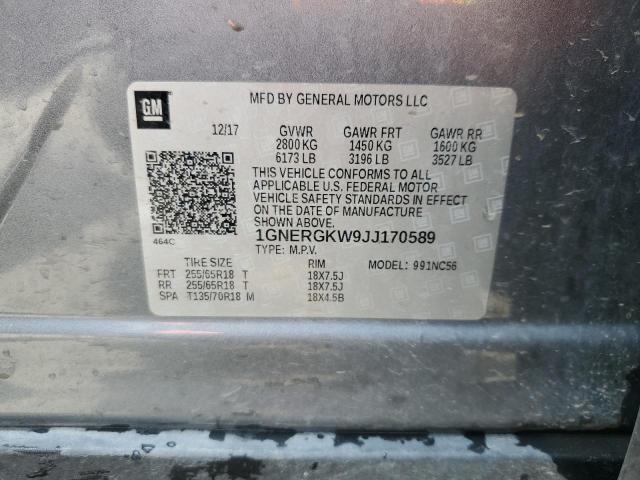 GM
MFD BY GENERAL MOTORS LLC
12/17 GVWR GAWR FRT GAWR RR
2800 KG 1450 KG 1600 KG
6173 LB 3196 LB 3527 LB
THIS VEHICLE CONFORMS TO ALL
APPLICABLE U.S. FEDERAL MOTOR
VEHICLE SAFETY STANDARDS IN
EFFECT ON THE DATE OF MANUFACTURE
SHOWN ABOVE.
464C
1GNERGKW9JJ170589
TYPE: M.P.V.
TIRE SIZE RIM MODEL: 991NC56
FRT 255/65R18 T 18X7.5J
RR 255/65R18 T 18X7.5J
SPA T135/70R18 M 18X4.5B